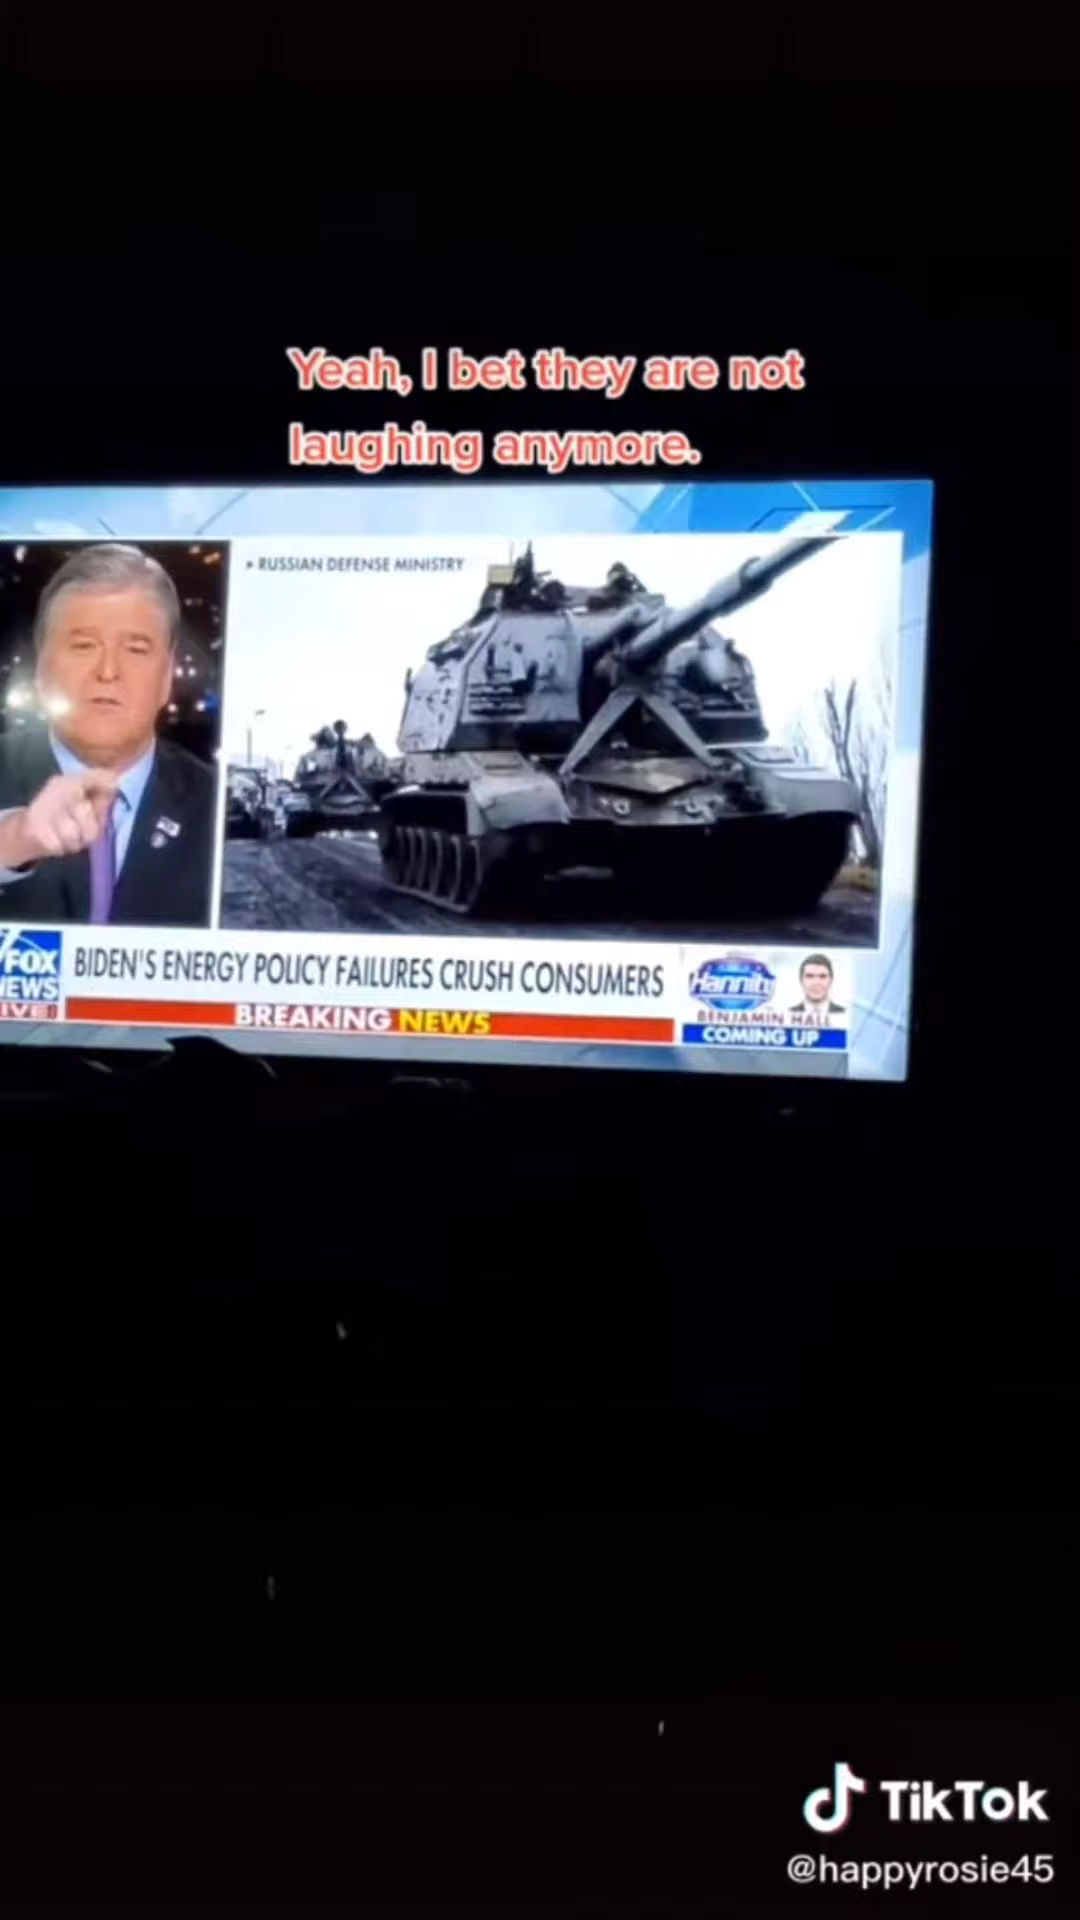 Yeah, I bet they are not
laughing anymore.
RUSSIAN DEFENSE MINISTRY
FOX
NEWS
LIVE
BIDEN'S ENERGY POLICY FAILURES CRUSH CONSUMERS
BREAKING NEWS
Hannity
BENJAMIN HALL
COMING UP
TikTok
@happyrosie45